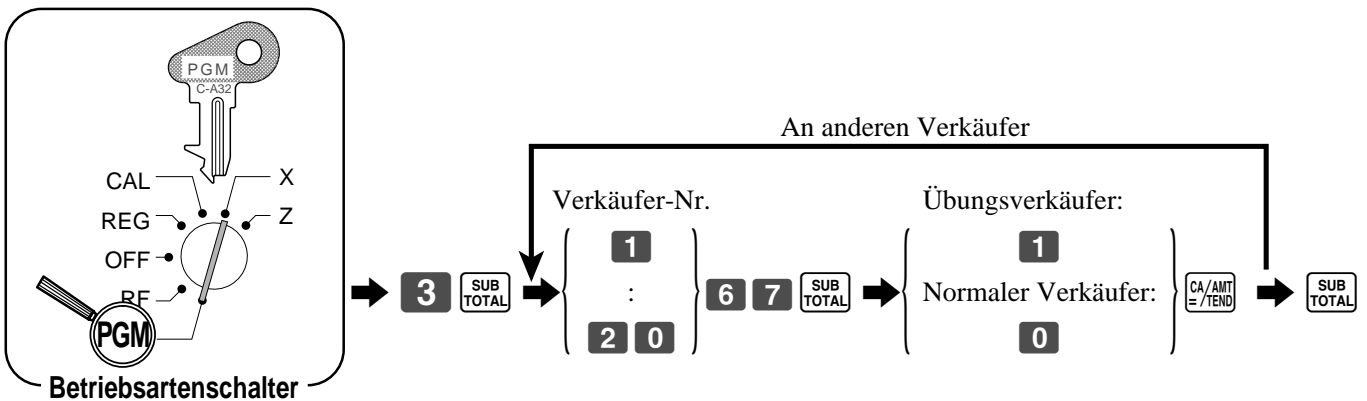 PGM
C-A32
CAL
X
REG
Z
OFF
RF
PGM
Betriebsartenschalter
An anderen Verkäufer
Verkäufer-Nr.
Übungsverkäufer:
3 SUB TOTAL
1
:
2 0
6 7 SUB TOTAL
1
Normaler Verkäufer:
0
CA/AMT
= /TEND
SUB
TOTAL